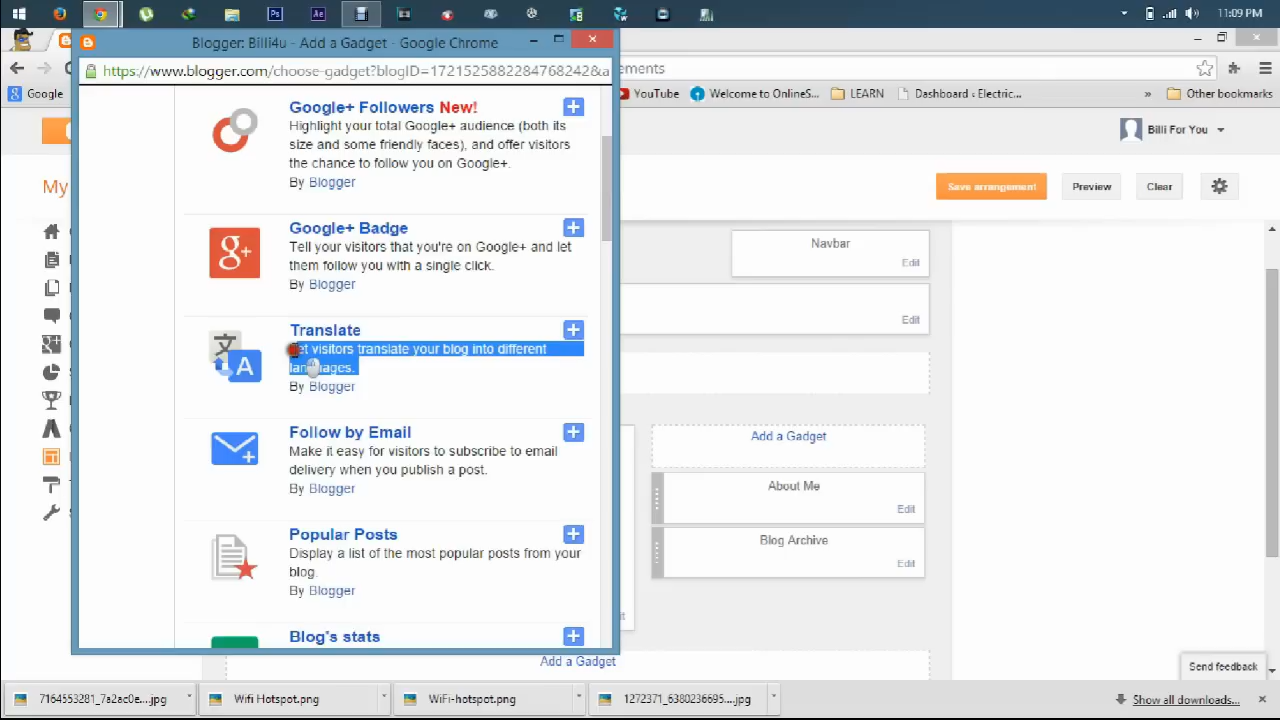 11:09 PM
Blogger: Billi4u - Add a Gadget - Google Chrome
https://www.blogger.com/choose-gadget?blogID=17215258822847682428&a
ements
Google
YouTube
Welcome to OnlineS...
LEARN
Dashboard ‹ Electric...
»
Other bookmarks
Google+ Followers New!
Highlight your total Google+ audience (both its
size and some friendly faces), and offer visitors
the chance to follow you on Google+.
By Blogger
Billi For You
My
Save arrangement
Preview
Clear
Google+ Badge
Tell your visitors that you're on Google+ and let
them follow you with a single click.
By Blogger
Navbar
Edit
Edit
Translate
Let visitors translate your blog into different
languages.
By Blogger
Follow by Email
Make it easy for visitors to subscribe to email
delivery when you publish a post.
By Blogger
Add a Gadget
About Me
Edit
Popular Posts
Display a list of the most popular posts from your
blog.
By Blogger
Blog Archive
Edit
Blog's stats
Add a Gadget
Send feedback
7164553281_7a2ac0e....jpg
Wifi Hotspot.png
WiFi-hotspot.png
1272371_6380236695...jpg
Show all downloads...